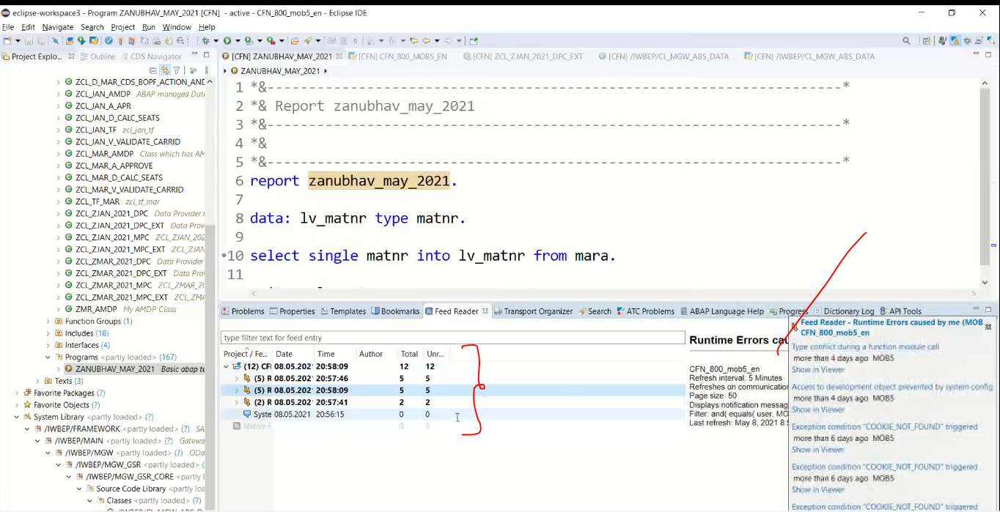 eclipse-workspace3 - Program ZANUBHAV_MAY_2021 [CFN] - active - CFN_800_mob5_en - Eclipse IDE
File Edit Navigate Search Project Run Window Help
Project Explo... Outline CDS Navigator
[CFN] ZANUBHAV_MAY_2021 [CFN] CFN_800_MOB5_EN [CFN] ZCL_ZJAN_2021_DPC_EXT [CFN] /IWBEP/CL_MGW_ABS_DATA [CFN] /IWBEP/CL_MGW_ABS_DATA
ZANUBHAV_MAY_2021
ZCL_D_MAR_CDS_BOPF_ACTION_AND
ZCL_JAN_AMDP ABAP managed Data
ZCL_JAN_A_APR
ZCL_JAN_D_CALC_SEATS
ZCL_JAN_TF zcl_jan_tf
ZCL_JAN_V_VALIDATE_CARRID
ZCL_MAR_AMDP Class which has AM
ZCL_MAR_A_APPROVE
ZCL_MAR_D_CALC_SEATS
ZCL_MAR_V_VALIDATE_CARRID
ZCL_TF_MAR zcl_tf_mar
ZCL_ZJAN_2021_DPC Data Provider
ZCL_ZJAN_2021_DPC_EXT Data Prov
ZCL_ZJAN_2021_MPC ZCL_ZJAN_202
ZCL_ZJAN_2021_MPC_EXT ZCL_ZJAN
ZCL_ZMAR_2021_DPC Data Provider
ZCL_ZMAR_2021_DPC_EXT Data Pro
ZCL_ZMAR_2021_MPC ZCL_ZMAR_2
ZCL_ZMAR_2021_MPC_EXT ZCL_ZMA
ZMR_AMDP My AMDP Class
Function Groups (1)
Includes (18)
Interfaces (4)
Programs <partly loaded> (167)
ZANUBHAV_MAY_2021 Basic abap te
Texts (3)
Favorite Packages (?)
Favorite Objects (?)
System Library <partly loaded> (?)
/IWBEP/FRAMEWORK <partly loaded> (?) SA
/IWBEP/MAIN <partly loaded> (?) Gatewa
/IWBEP/MGW <partly loaded> (?) ODa
/IWBEP/MGW_GSR <partly loaded> (
/IWBEP/MGW_GSR_CORE <partly l
Source Code Library <partly loa
Classes <partly loaded> (?)
1 *&---------------------------------------------------------------------*
2 *& Report zanubhav_may_2021
3 *&---------------------------------------------------------------------*
4 *&
5 *&---------------------------------------------------------------------*
6 report zanubhav_may_2021.
7
8 data: lv_matnr type matnr.
9
10 select single matnr into lv_matnr from mara.
11
Problems Properties Templates Bookmarks Feed Reader Transport Organizer Search ATC Problems ABAP Language Help Progress Dictionary Log API Tools
type filter text for feed entry
Project / Fe... Date Time Author Total Unr...
(12) CF 08.05.202 20:58:09 12 12
(5) R 08.05.202 20:57:46 5 5
(5) R 08.05.202 20:58:09 5 5
(2) R 08.05.202 20:57:41 2 2
Syste 08.05.2021 20:56:15 0 0
Native F 0 0
Runtime Errors cau
CFN_800_mob5_en
Refresh interval: 5 Minutes
Refreshes on communication
Page size: 50
Displays notification messag
Filter: and( equals( user, MO
Last refresh: May 8, 2021 8:5
Feed Reader - Runtime Errors caused by me (MOB
CFN_800_mob5_en
Type conflict during a function module call
more than 4 days ago MOB5
Show in Viewer
Access to development object prevented by system config
more than 4 days ago MOB5
Show in Viewer
Exception condition "COOKIE_NOT_FOUND" triggered
more than 6 days ago MOB5
Show in Viewer
Exception condition "COOKIE_NOT_FOUND" triggered
more than 6 days ago MOB5
Show in Viewer
Exception condition "COOKIE_NOT_FOUND" triggered